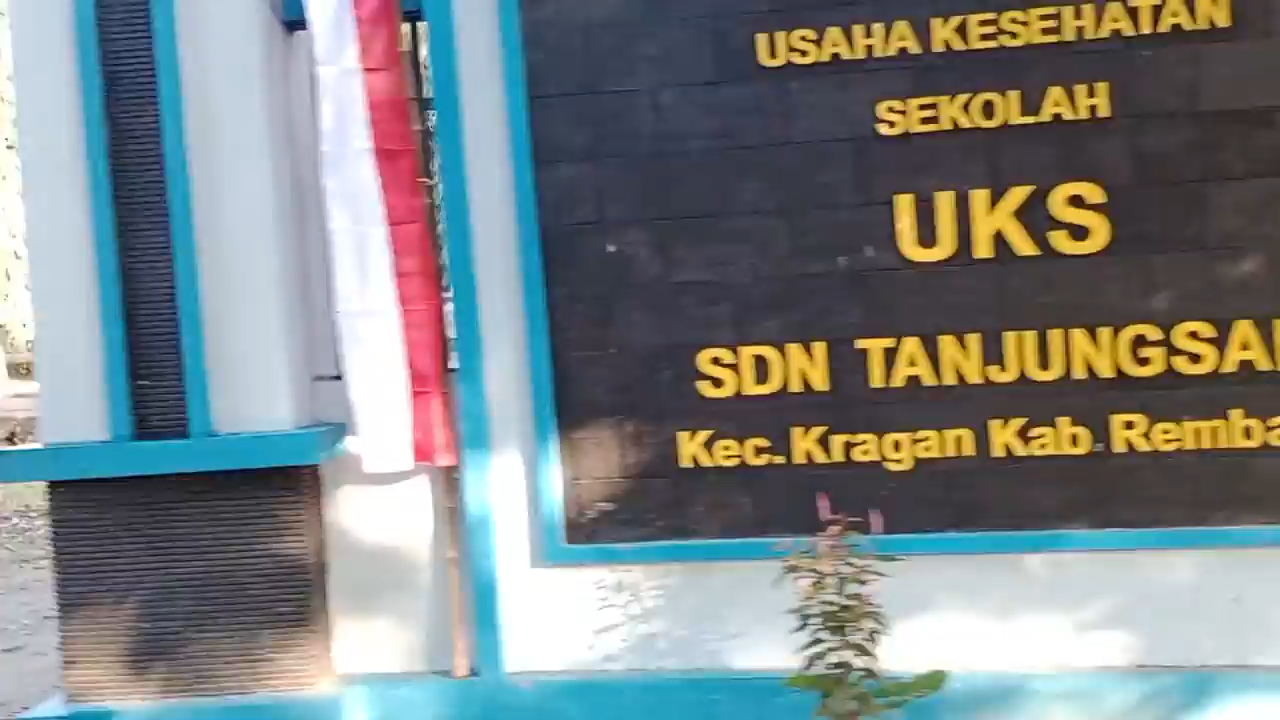 USAHA KESEHATAN
SEKOLAH
UKS
SDN TANJUNGSA
Kec. Kragan Kab. Remba